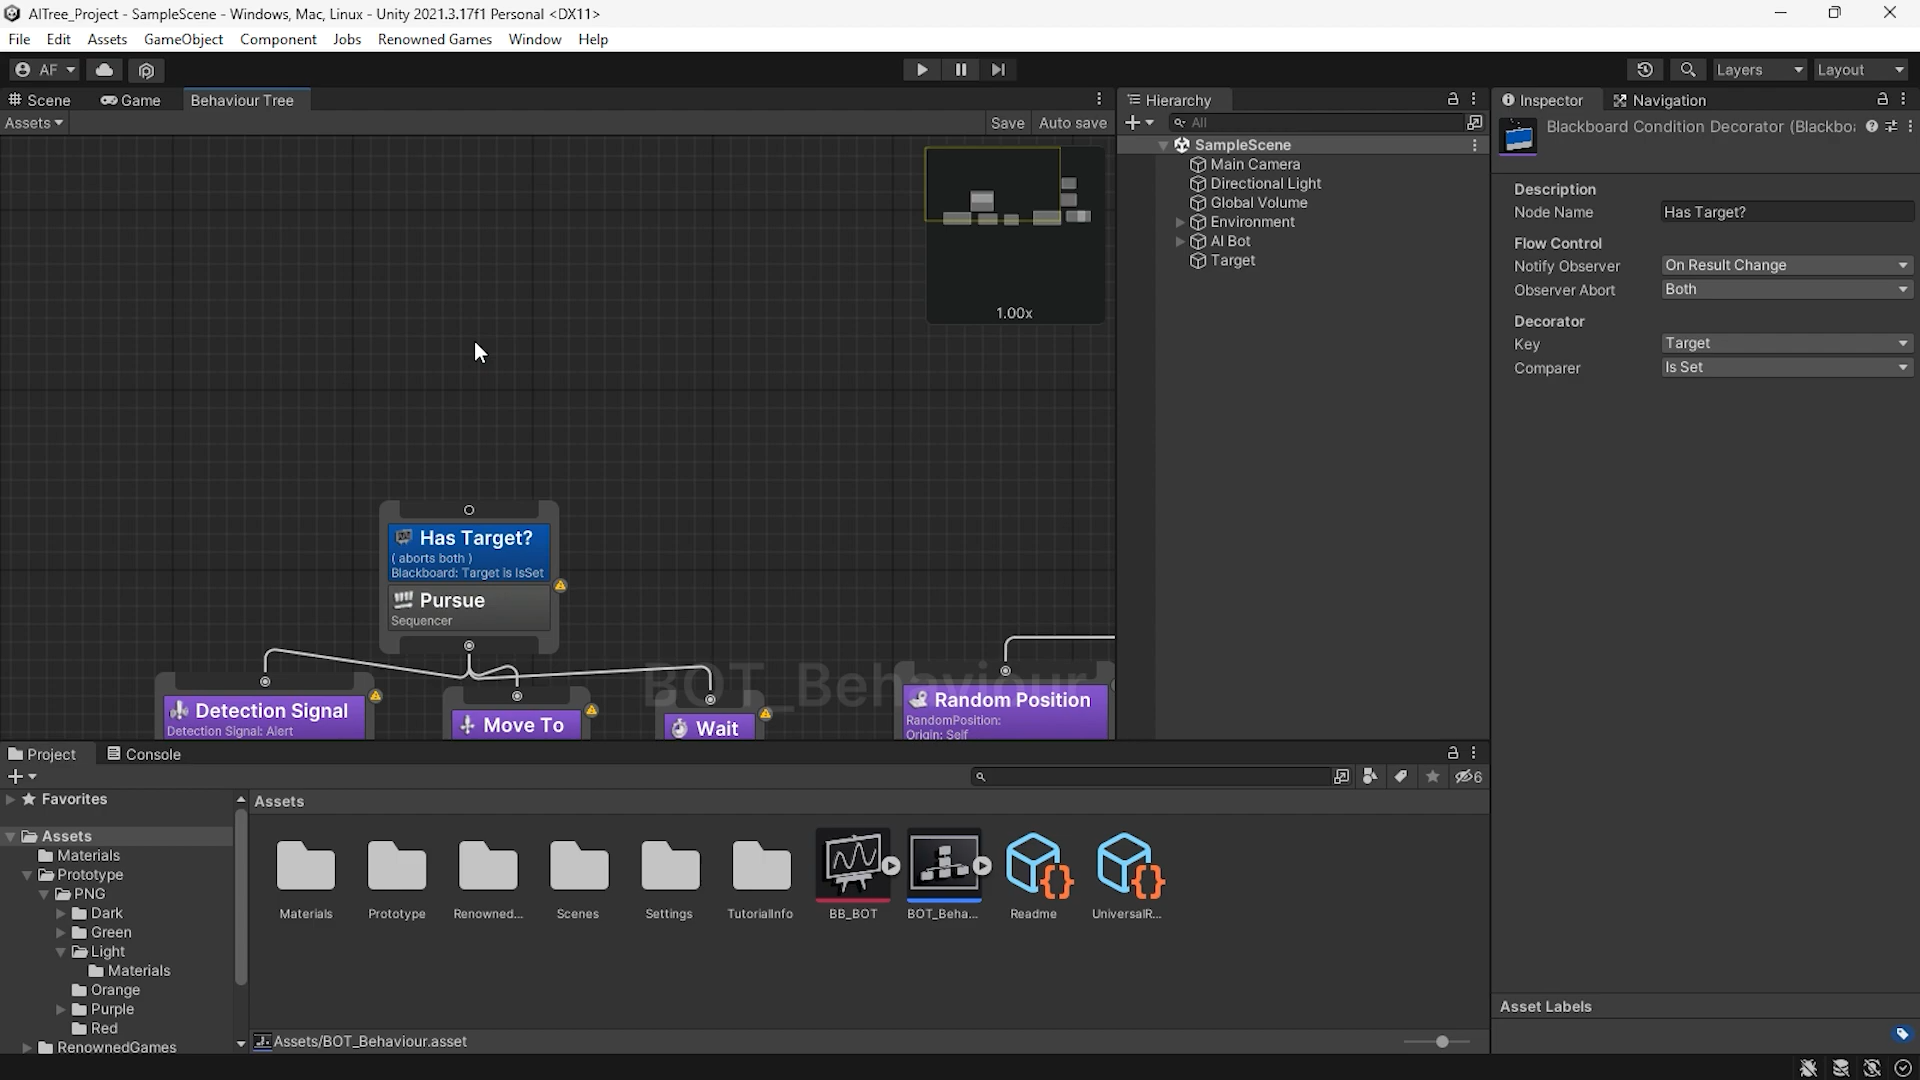 AITree_Project - SampleScene - Windows, Mac, Linux - Unity 2021.3.17f1 Personal <DX11>
File Edit Assets GameObject Component Jobs Renowned Games Window Help
AF Layers Layout
Scene Game Behaviour Tree
Assets Save Auto save
1.00x
Has Target?
( aborts both )
Blackboard: Target is IsSet
Pursue
Sequencer
BOT_Behaviour
Detection Signal
Detection Signal: Alert
Move To
Wait
Random Position
RandomPosition:
Origin: Self
Hierarchy
All
SampleScene
Main Camera
Directional Light
Global Volume
Environment
AI Bot
Target
Inspector Navigation
Blackboard Condition Decorator (Blackbo
Description
Node Name Has Target?
Flow Control
Notify Observer On Result Change
Observer Abort Both
Decorator
Key Target
Comparer Is Set
Asset Labels
Project Console
6
Favorites
Assets
Materials
Prototype
PNG
Dark
Green
Light
Materials
Orange
Purple
Red
RenownedGames
Assets
Materials Prototype Renowned... Scenes Settings TutorialInfo BB_BOT BOT_Beha... Readme UniversalR...
Assets/BOT_Behaviour.asset